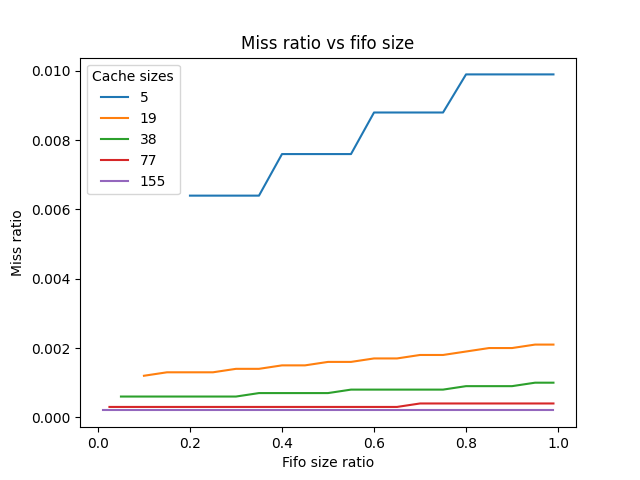 Miss ratio vs fifo size
Cache sizes
5
19
38
77
155
0.010
0.008
0.006
0.004
0.002
0.000
Miss ratio
0.0 0.2 0.4 0.6 0.8 1.0
Fifo size ratio